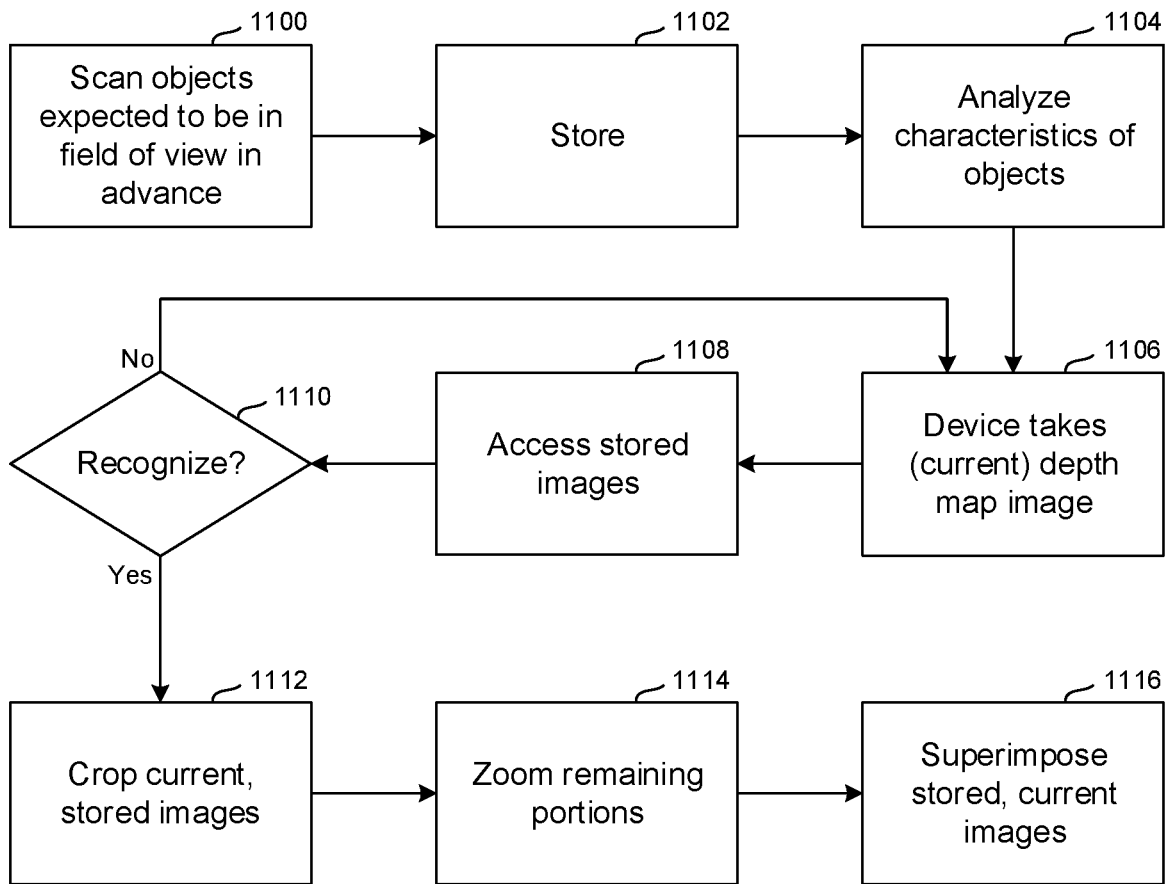 1100
Scan objects
expected to be in
field of view in
advance
1102
Store
1104
Analyze
characteristics of
objects
No
1110
Recognize?
Yes
1108
Access stored
images
1106
Device takes
(current) depth
map image
1112
Crop current,
stored images
1114
Zoom remaining
portions
1116
Superimpose
stored, current
images